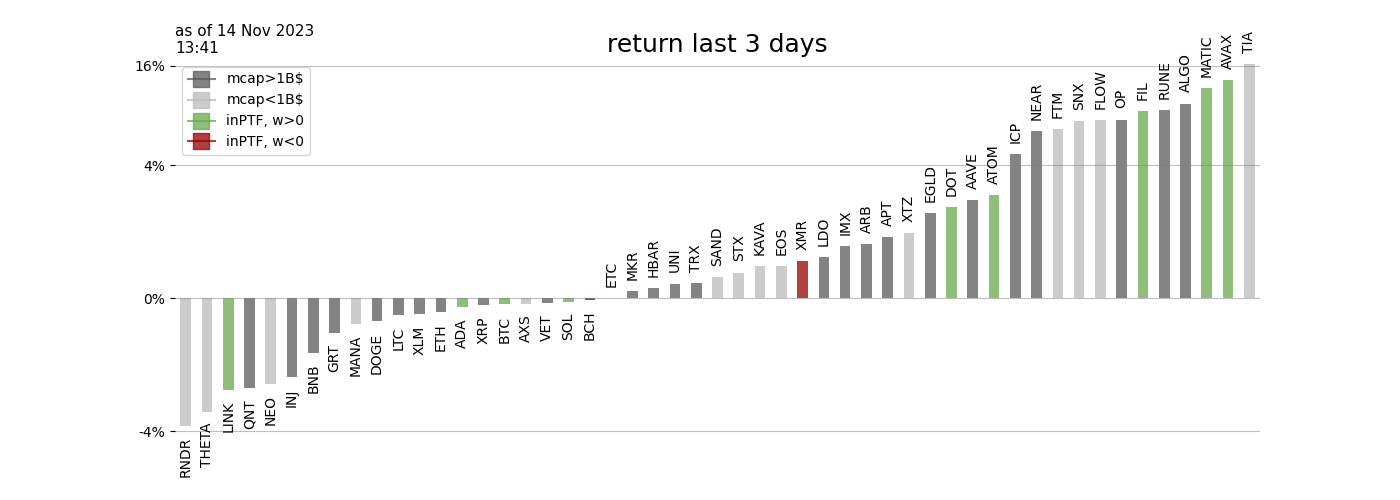 as of 14 Nov 2023
13:41
return last 3 days
16%
4%
0%
-4%
mcap>1B$
mcap<1B$
inPTF, w>0
inPTF, w<0
RNDR
THETA
LINK
QNT
NEO
INJ
BNB
GRT
MANA
DOGE
LTC
XLM
ETH
ADA
XRP
BTC
AXS
VET
SOL
BCH
ETC
MKR
HBAR
UNI
TRX
SAND
STX
KAVA
EOS
XMR
LDO
IMX
ARB
APT
XTZ
EGLD
DOT
AAVE
ATOM
ICP
NEAR
FTM
SNX
FLOW
OP
FIL
RUNE
ALGO
MATIC
AVAX
TIA